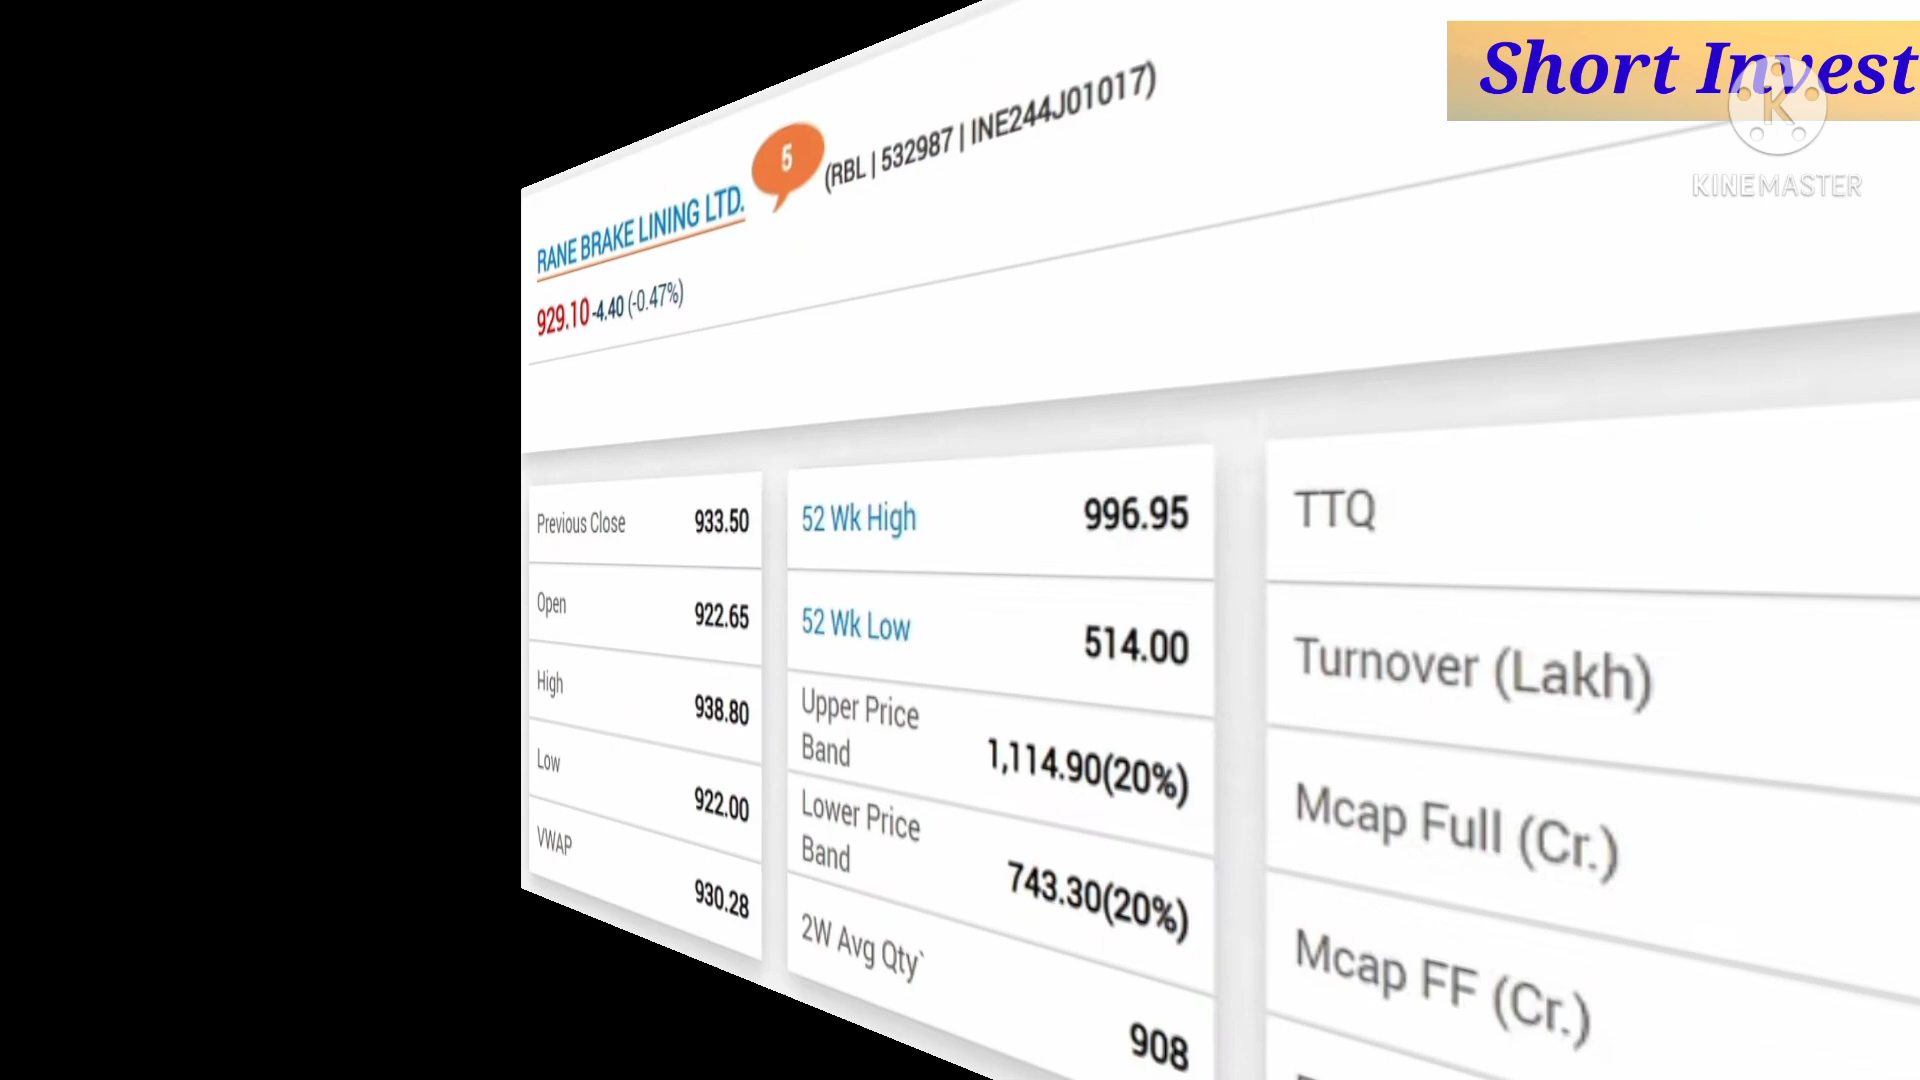 Short Invest
KINEMASTER
RANE BRAKE LINING LTD. 5 (RBL | 532987 | INE244J01017)
929.10 -4.40 (-0.47%)
Previous Close 933.50
Open 922.65
High 938.80
Low 922.00
VWAP 930.28
52 Wk High 996.95
52 Wk Low 514.00
Upper Price
Band 1,114.90(20%)
Lower Price
Band 743.30(20%)
2W Avg Qty`
908
TTQ
Turnover (Lakh)
Mcap Full (Cr.)
Mcap FF (Cr.)